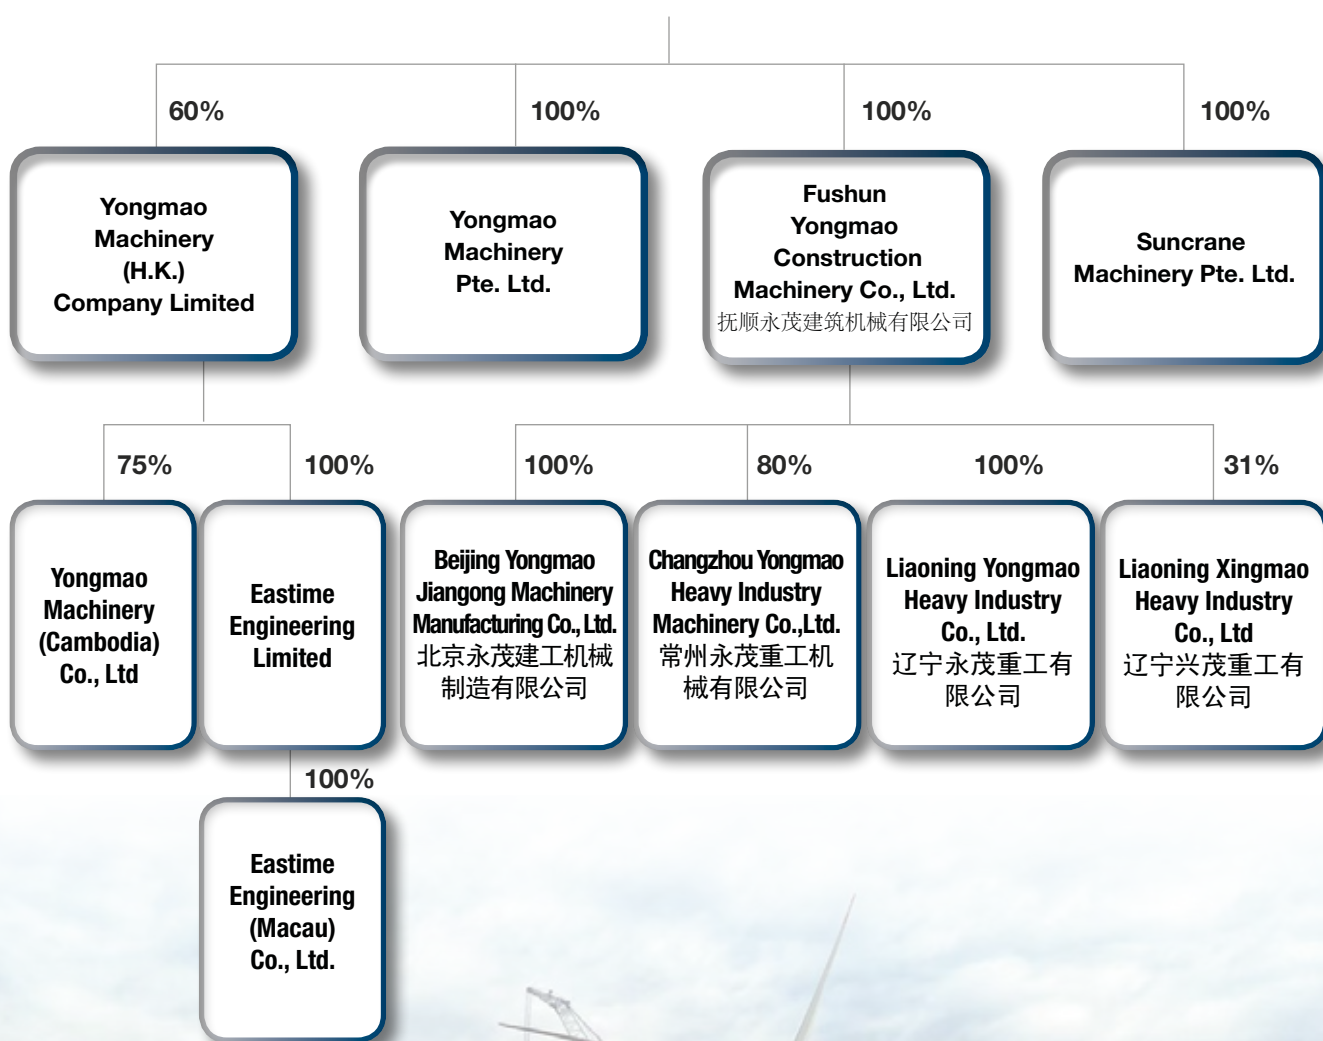 60%
100%
100%
100%
Yongmao
Machinery
(H.K.)
Company Limited
Yongmao
Machinery
Pte. Ltd.
Fushun
Yongmao
Construction
Machinery Co., Ltd.
抚顺永茂建筑机械有限公司
Suncrane
Machinery Pte. Ltd.
75%
100%
100%
80%
100%
31%
Yongmao
Machinery
(Cambodia)
Co., Ltd
Eastime
Engineering
Limited
Beijing Yongmao
Jiangong Machinery
Manufacturing Co., Ltd.
北京永茂建工机械
制造有限公司
Changzhou Yongmao
Heavy Industry
Machinery Co.,Ltd.
常州永茂重工机
械有限公司
Liaoning Yongmao
Heavy Industry
Co., Ltd.
辽宁永茂重工有
限公司
Liaoning Xingmao
Heavy Industry
Co., Ltd
辽宁兴茂重工有
限公司
100%
Eastime
Engineering
(Macau)
Co., Ltd.